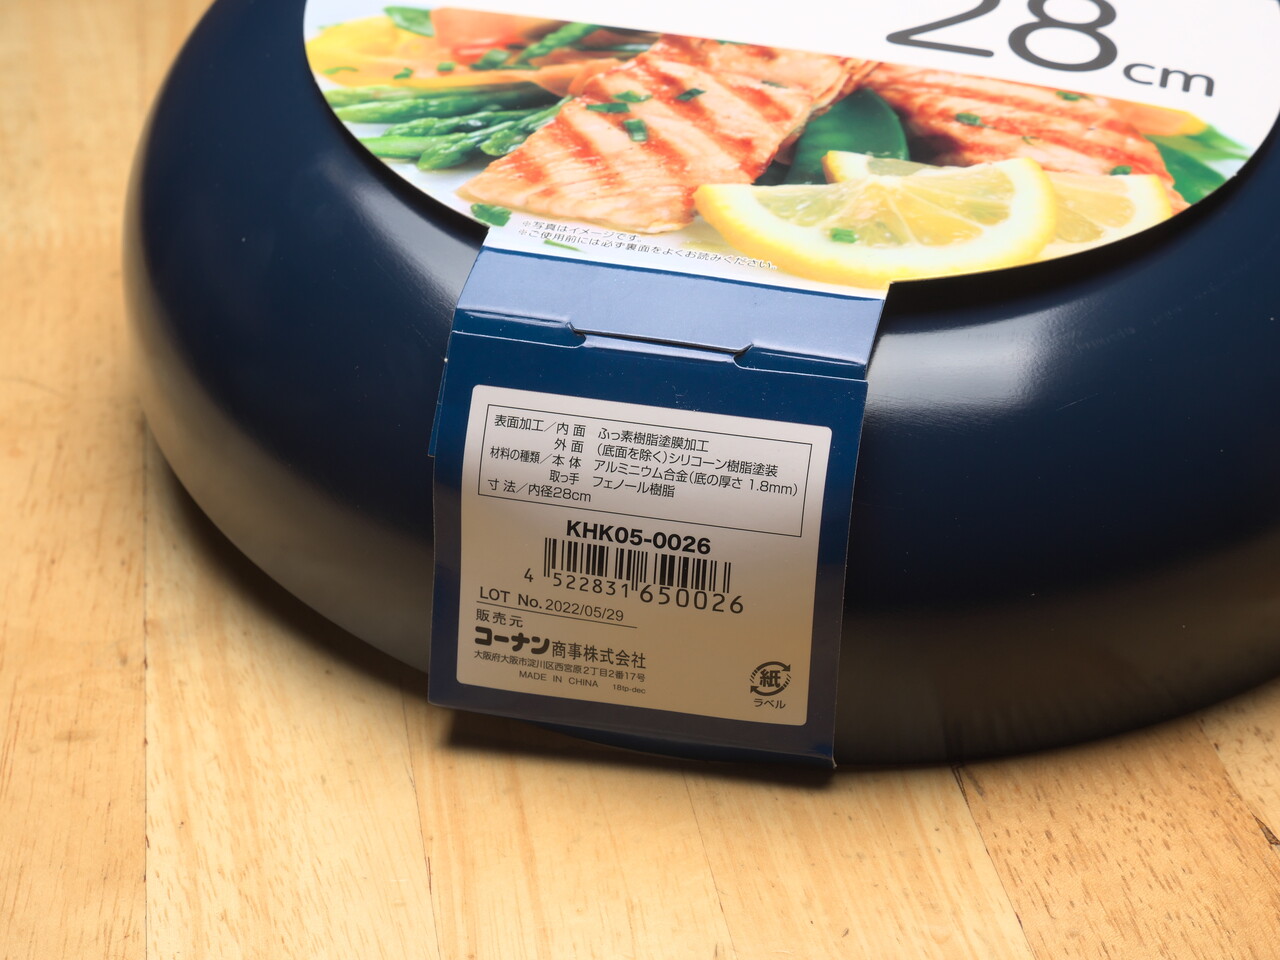 28cm
※写真はイメージです。
※ご使用前には必ず裏面をよくお読みください。
表面加工／内面 ふっ素樹脂塗膜加工
外面 (底面を除く)シリコーン樹脂塗装
材料の種類／本体 アルミニウム合金(底の厚さ 1.8mm)
取っ手 フェノール樹脂
寸法／内径28cm
KHK05-0026
4 522831 650026
LOT No. 2022/05/29
販売元
コーナン商事株式会社
大阪府大阪市淀川区西宮原2丁目2番17号
MADE IN CHINA 18tp-dec
紙
ラベル